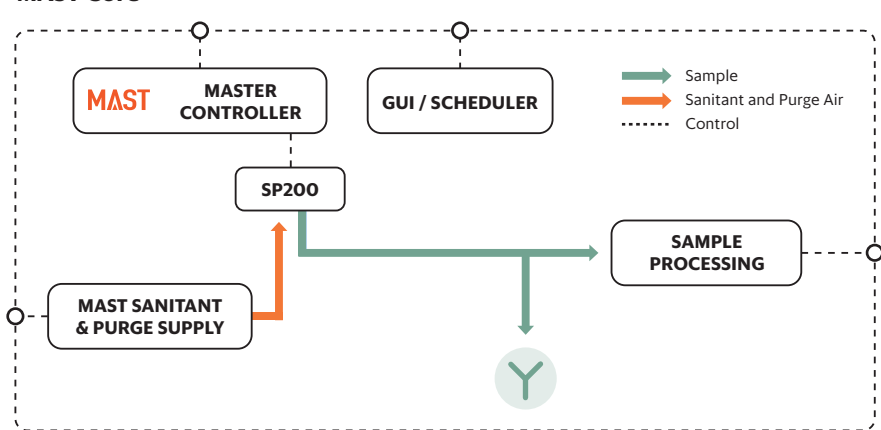 MAST
MASTER
CONTROLLER
GUI / SCHEDULER
Sample
Sanitant and Purge Air
Control
SP200
SAMPLE
PROCESSING
MAST SANITANT
& PURGE SUPPLY